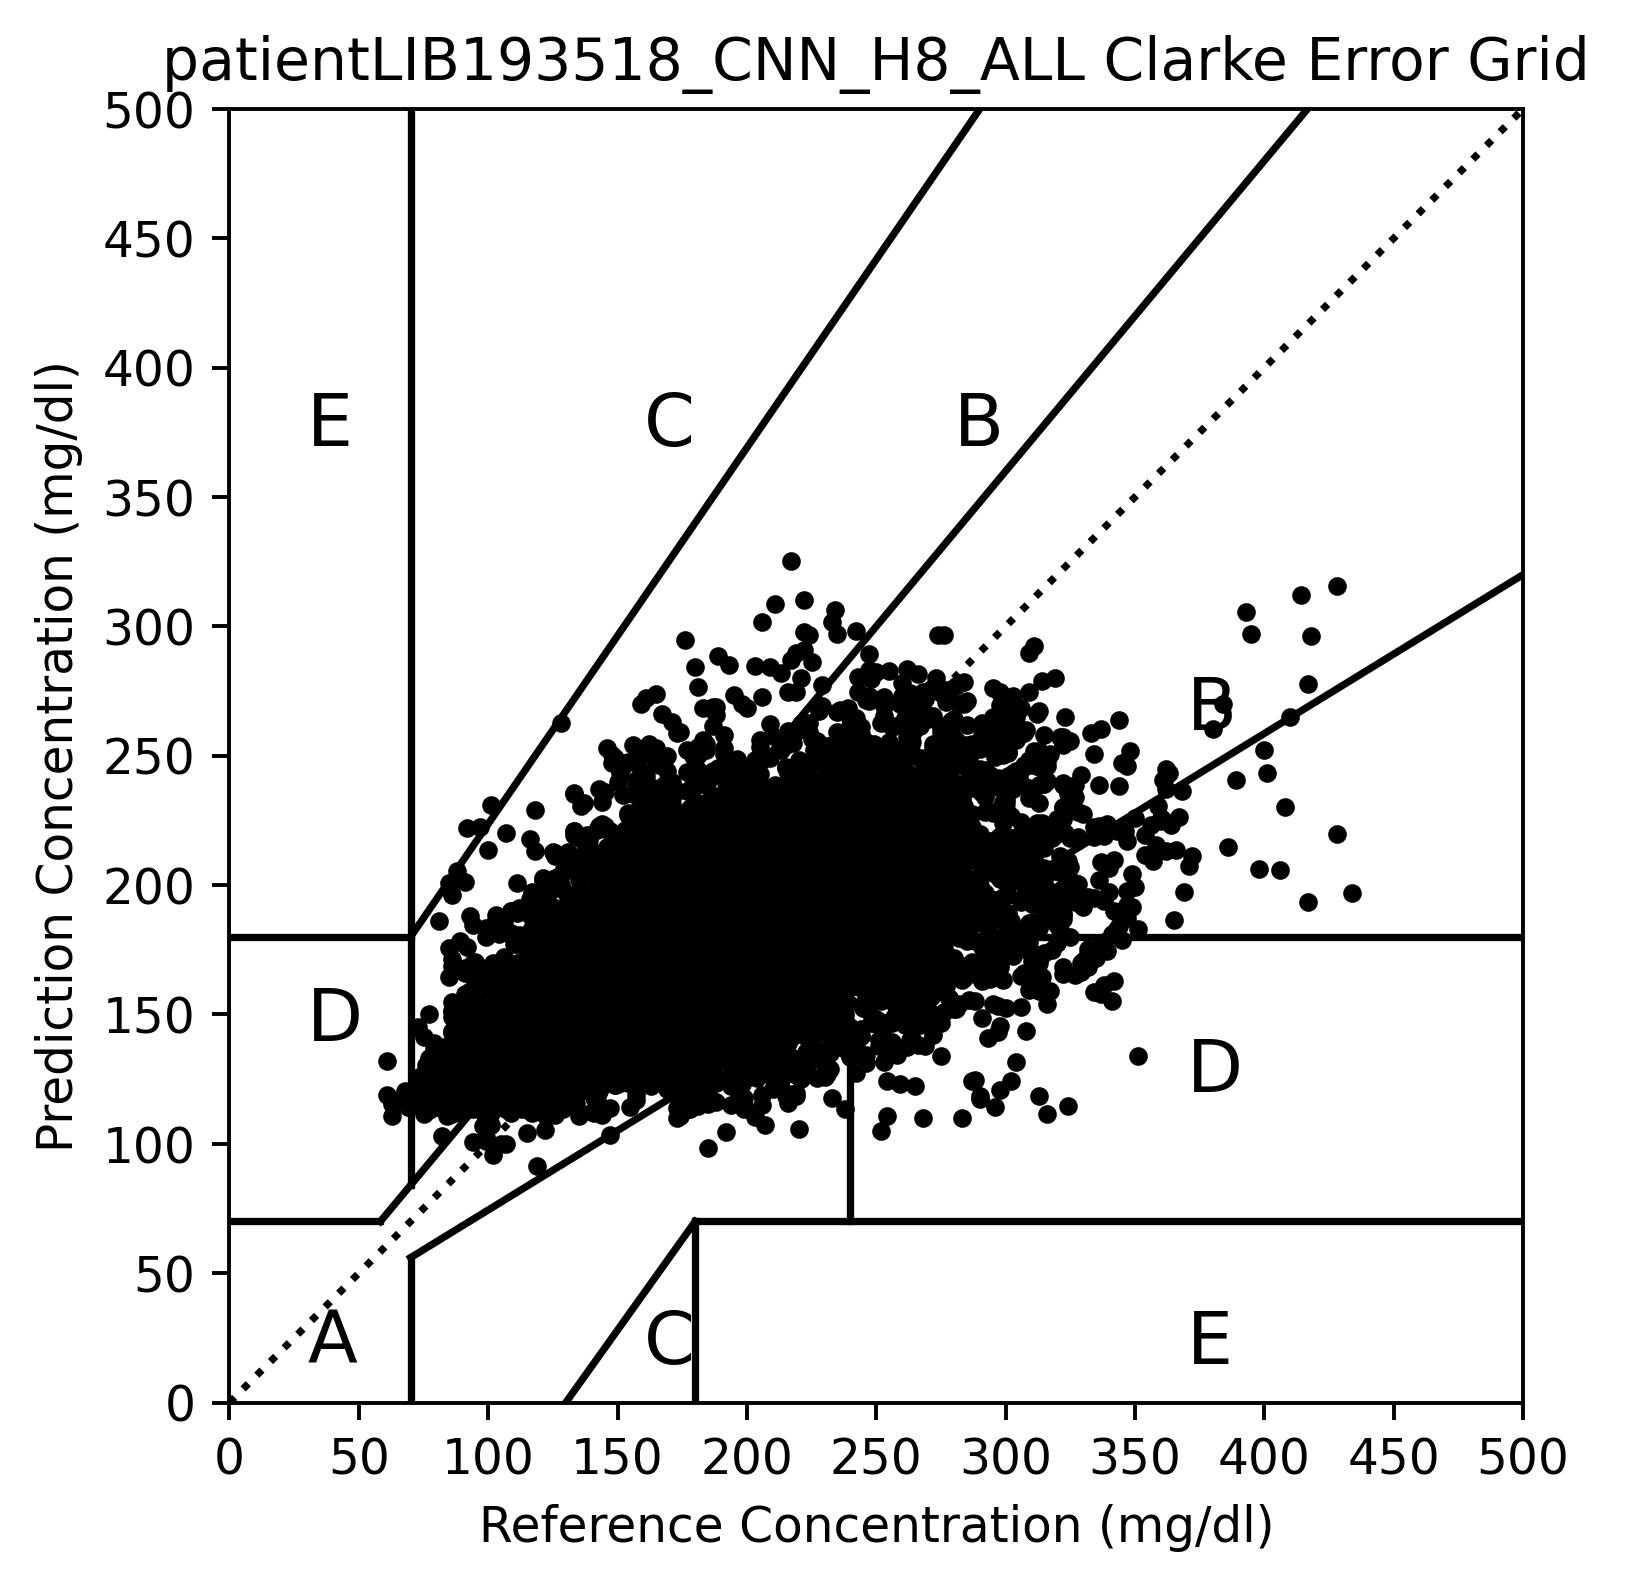 patientLIB193518_CNN_H8_ALL Clarke Error Grid
500
450
400
350
300
250
200
150
100
50
0
Prediction Concentration (mg/dl)
E
C
B
B
D
D
A
C
E
0 50 100 150 200 250 300 350 400 450 500
Reference Concentration (mg/dl)